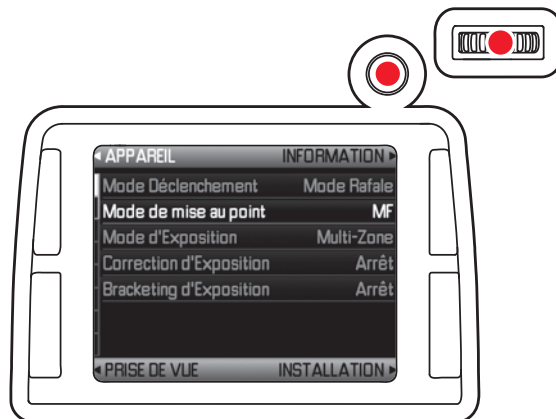 APPAREIL INFORMATION
Mode Déclenchement Mode Rafale
Mode de mise au point MF
Mode d'Exposition Multi-Zone
Correction d'Exposition Arrêt
Bracketing d'Exposition Arrêt
PRISE DE VUE INSTALLATION